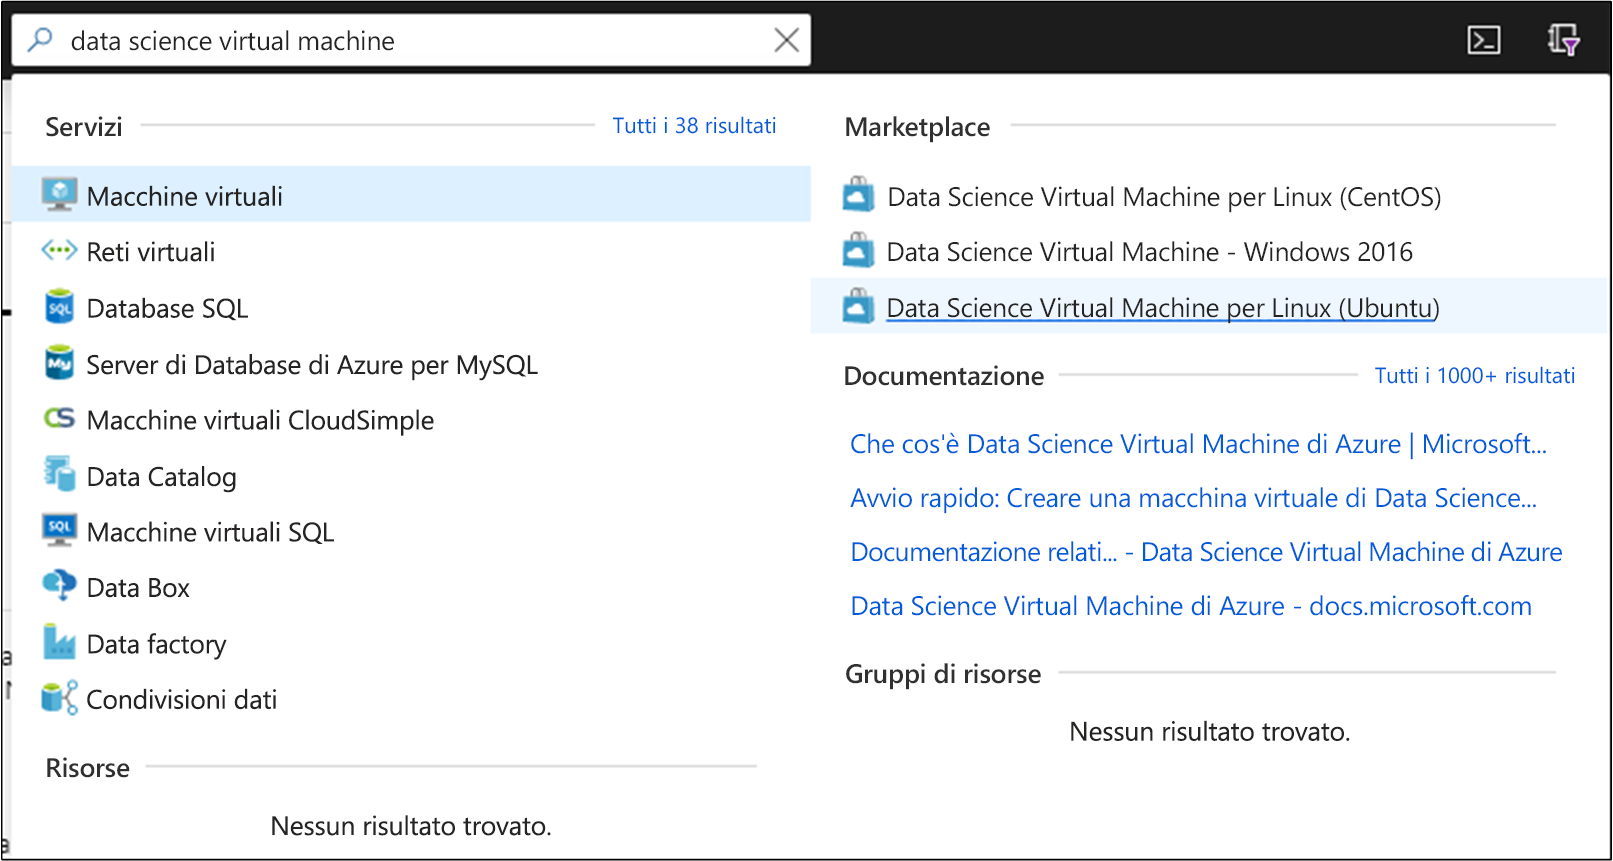 data science virtual machine
Servizi
Tutti i 38 risultati
Macchine virtuali
Reti virtuali
Database SQL
Server di Database di Azure per MySQL
Macchine virtuali CloudSimple
Data Catalog
Macchine virtuali SQL
Data Box
Data factory
Condivisioni dati
Risorse
Nessun risultato trovato.
Marketplace
Data Science Virtual Machine per Linux (CentOS)
Data Science Virtual Machine - Windows 2016
Data Science Virtual Machine per Linux (Ubuntu)
Documentazione
Tutti i 1000+ risultati
Che cos'è Data Science Virtual Machine di Azure | Microsoft...
Avvio rapido: Creare una macchina virtuale di Data Science...
Documentazione relati... - Data Science Virtual Machine di Azure
Data Science Virtual Machine di Azure - docs.microsoft.com
Gruppi di risorse
Nessun risultato trovato.